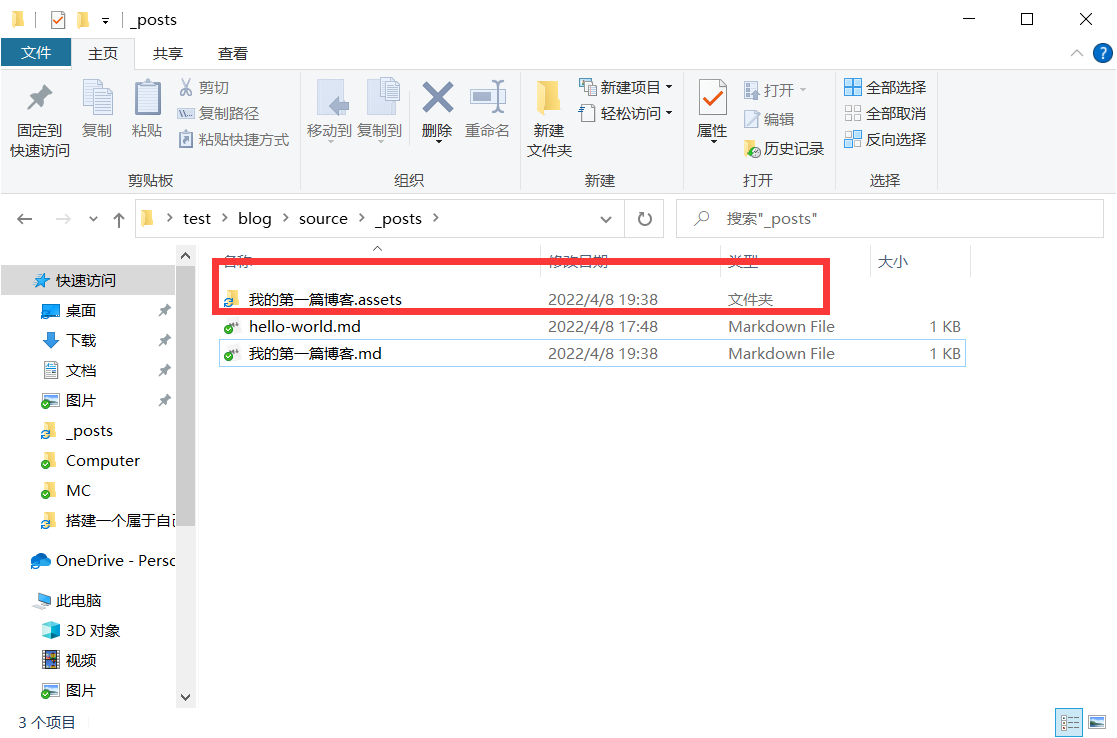 _posts
文件 主页 共享 查看
固定到快速访问
复制
粘贴
剪切
复制路径
粘贴快捷方式
移动到
复制到
删除
重命名
新建文件夹
新建项目
轻松访问
属性
打开
编辑
历史记录
全部选择
全部取消
反向选择
剪贴板 组织 新建 打开 选择
test blog source _posts 搜索"_posts"
名称 修改日期 类型 大小
我的第一篇博客.assets 2022/4/8 19:38 文件夹
hello-world.md 2022/4/8 17:48 Markdown File 1 KB
我的第一篇博客.md 2022/4/8 19:38 Markdown File 1 KB
快速访问
桌面
下载
文档
图片
_posts
Computer
MC
搭建一个属于自己
OneDrive - Perso
此电脑
3D 对象
视频
图片
3 个项目